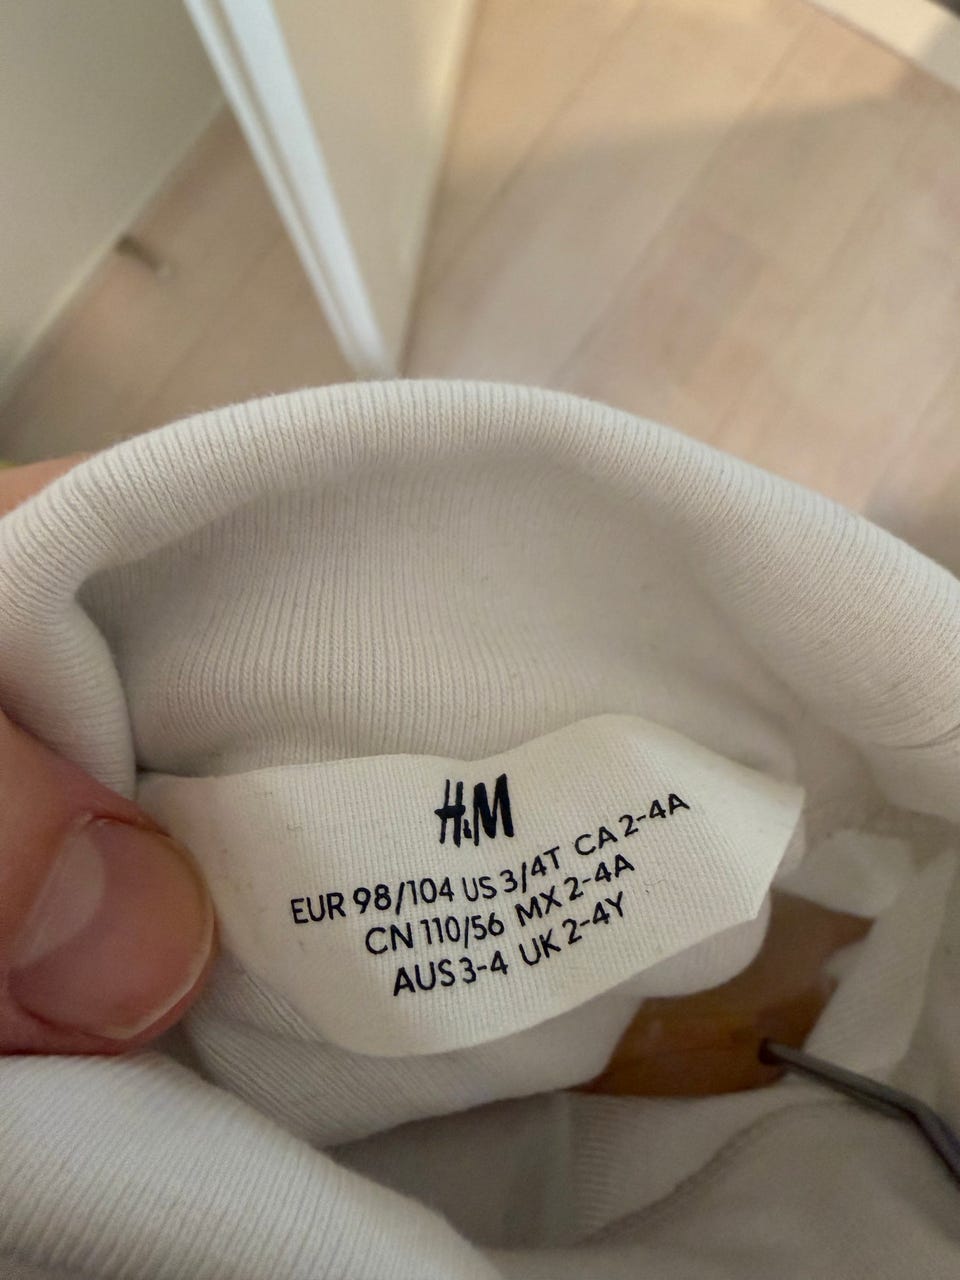 H&M
EUR 98/104 US 3/4T CA 2-4A
CN 110/56 MX 2-4A
AUS 3-4 UK 2-4Y